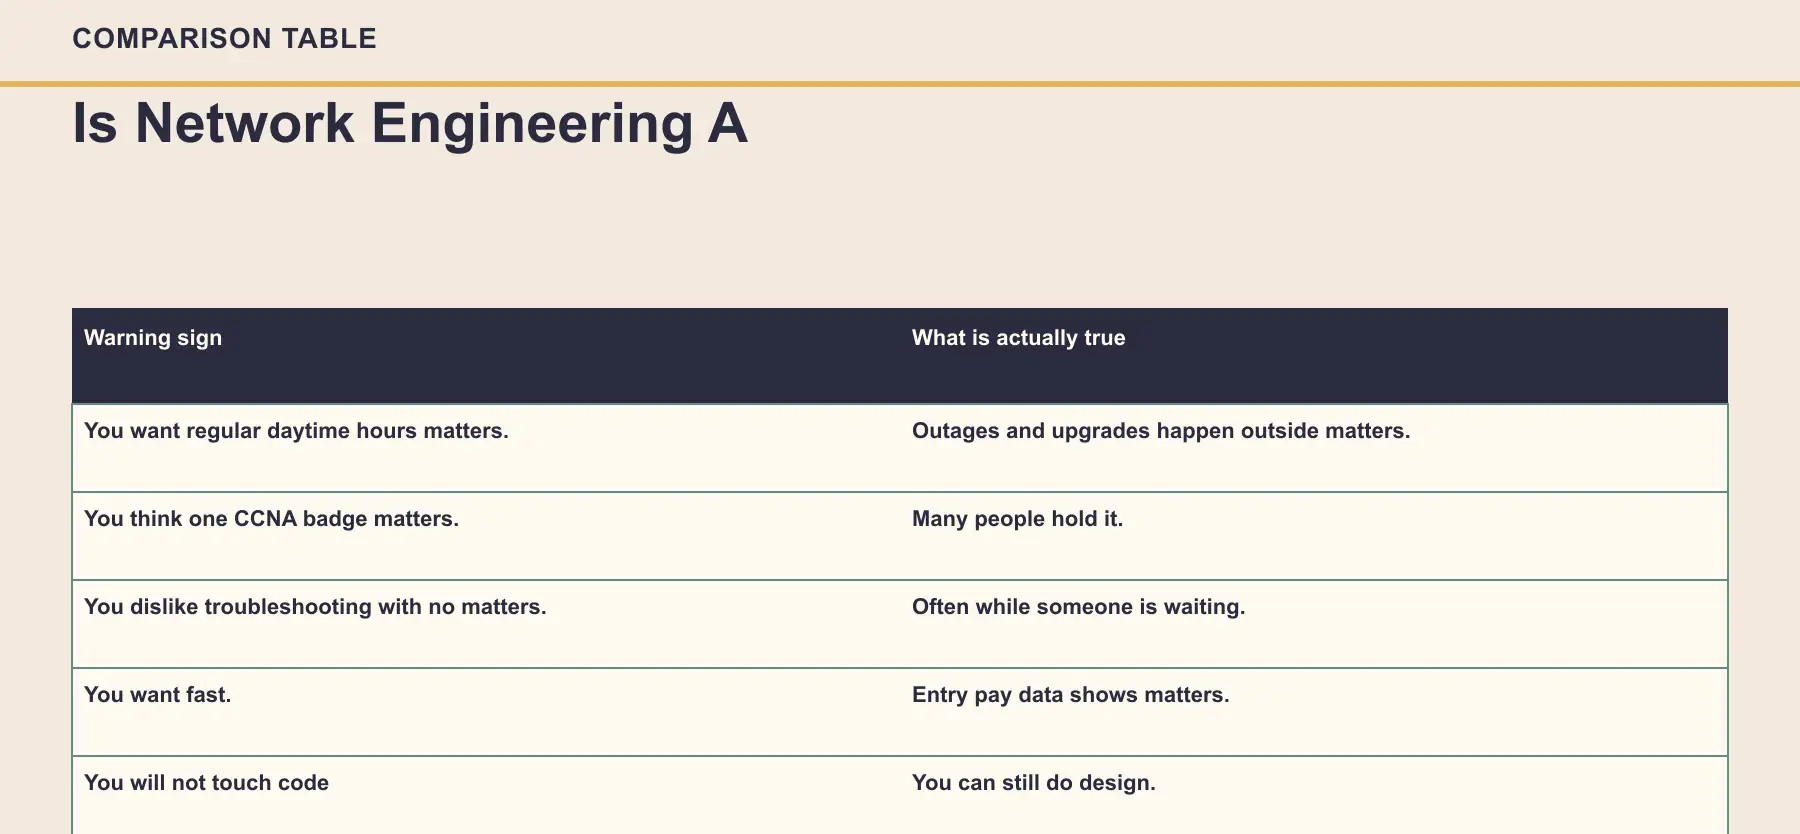 COMPARISON TABLE
Is Network Engineering A
Warning sign What is actually true
You want regular daytime hours matters. Outages and upgrades happen outside matters.
You think one CCNA badge matters. Many people hold it.
You dislike troubleshooting with no matters. Often while someone is waiting.
You want fast. Entry pay data shows matters.
You will not touch code You can still do design.